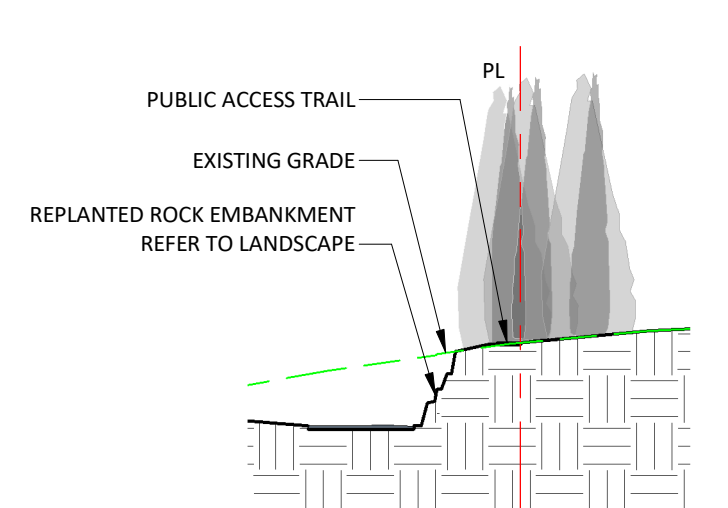 PL
PUBLIC ACCESS TRAIL
EXISTING GRADE
REPLANTED ROCK EMBANKMENT
REFER TO LANDSCAPE